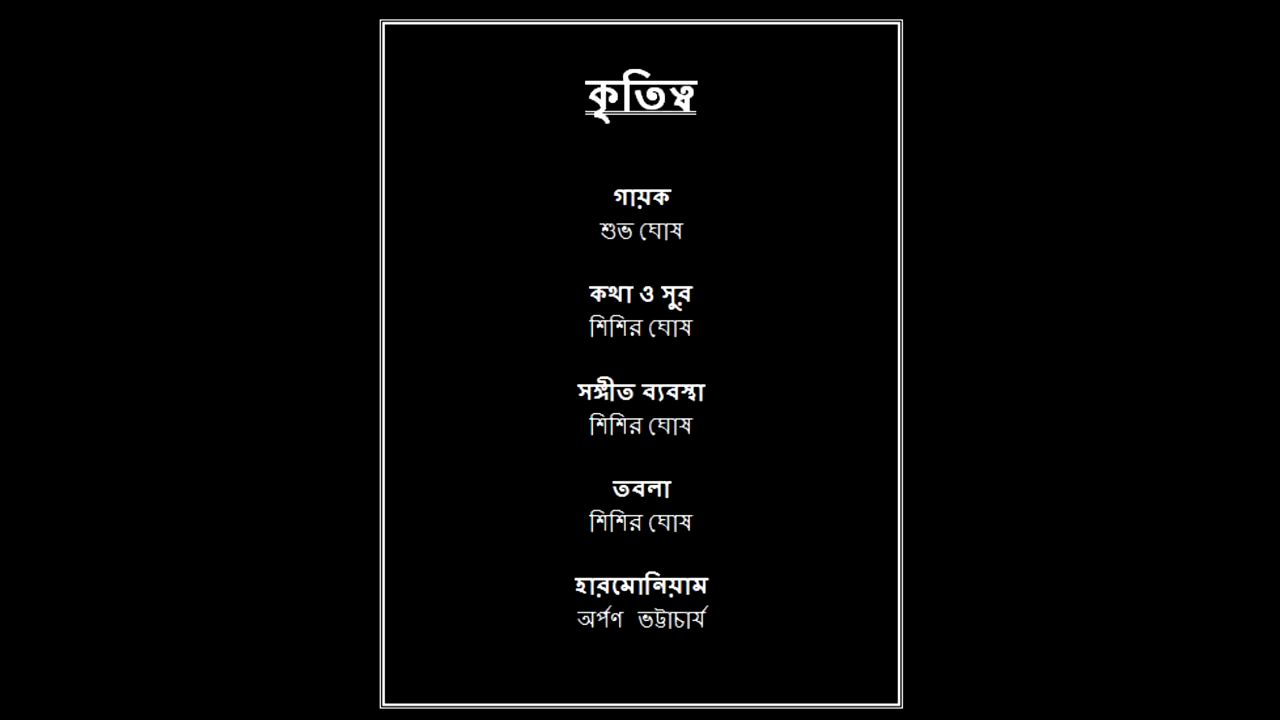 কৃতিত্ব
গায়ক
শুভ ঘোষ
কথা ও সুর
শিশির ঘোষ
সঙ্গীত ব্যবস্থা
শিশির ঘোষ
তবলা
শিশির ঘোষ
হারমোনিয়াম
অর্পণ ভট্টাচার্য